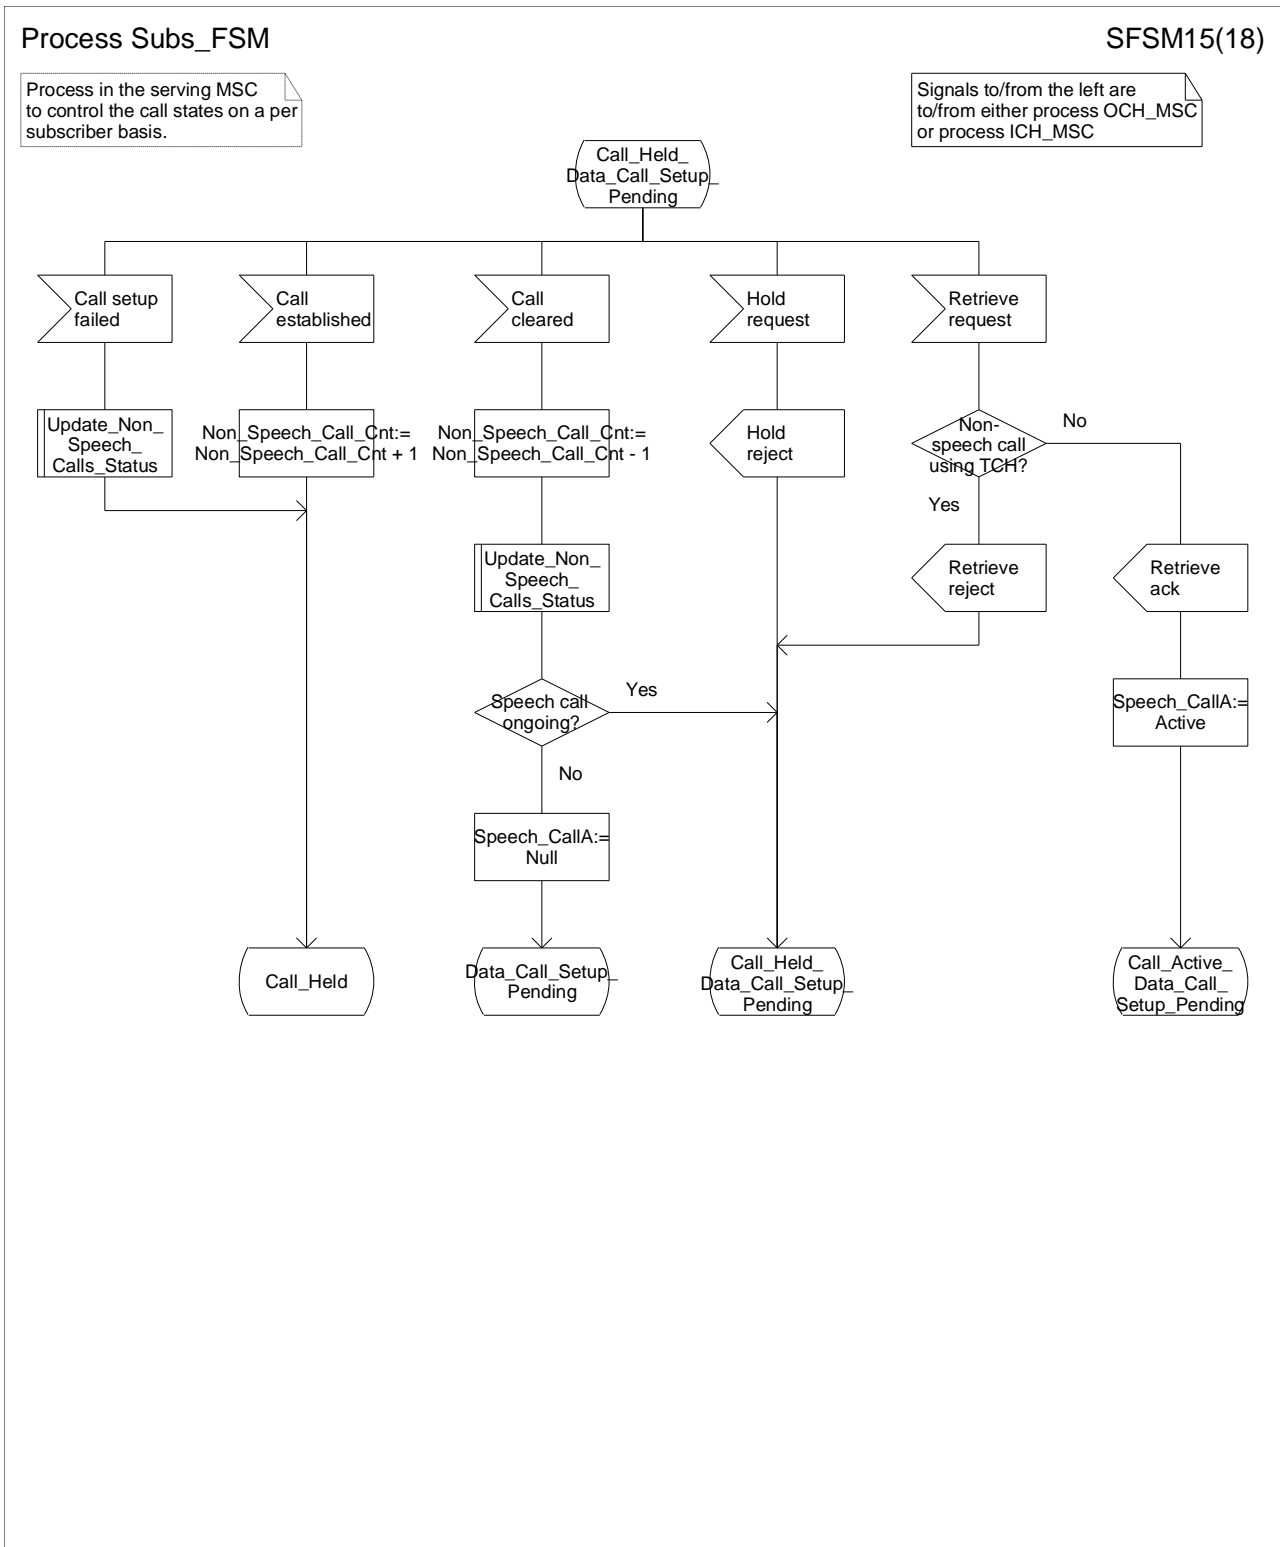 Process Subs_FSM
SFSM15(18)
Process in the serving MSC
to control the call states on a per
subscriber basis.
Signals to/from the left are
to/from either process OCH_MSC
or process ICH_MSC
Call_Held_
Data_Call_Setup_
Pending
Call setup
failed
Call
established
Call
cleared
Hold
request
Retrieve
request
Update_Non_
Speech_
Calls_Status
Non_Speech_Call_Cnt:=
Non_Speech_Call_Cnt + 1
Non_Speech_Call_Cnt:=
Non_Speech_Call_Cnt - 1
Hold
reject
Non-
speech call
using TCH?
No
Yes
Update_Non_
Speech_
Calls_Status
Retrieve
reject
Retrieve
ack
Speech call
ongoing?
Yes
No
Speech_CallA:=
Active
Speech_CallA:=
Null
Call_Held
Data_Call_Setup_
Pending
Call_Held_
Data_Call_Setup_
Pending
Call_Active_
Data_Call_
Setup_Pending